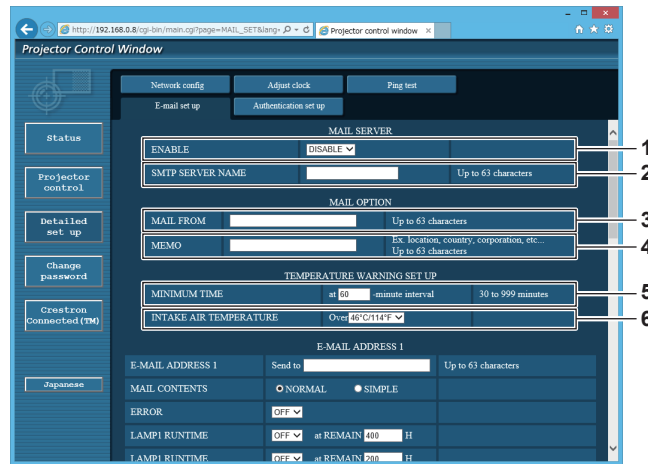 http://192.168.0.8/cgi-bin/main.cgi?page=MAIL_SET&lang=
Projector control window
Projector Control Window
Network config
Adjust clock
Ping test
E-mail set up
Authentication set up
Status
Projector
control
Detailed
set up
Change
password
Crestron
Connected(TM)
Japanese
MAIL SERVER
ENABLE DISABLE 1
SMTP SERVER NAME Up to 63 characters 2
MAIL OPTION
MAIL FROM Up to 63 characters 3
MEMO Ex. location, country, corporation, etc... 4
Up to 63 characters
TEMPERATURE WARNING SET UP
MINIMUM TIME at 60 -minute interval 30 to 999 minutes 5
INTAKE AIR TEMPERATURE Over 46°C/114°F 6
E-MAIL ADDRESS 1
E-MAIL ADDRESS 1 Send to Up to 63 characters
MAIL CONTENTS NORMAL SIMPLE
ERROR OFF
LAMP1 RUNTIME OFF at REMAIN 400 H
LAMP1 RUNTIME OFF at REMAIN 200 H